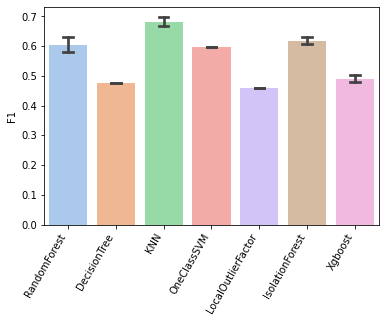 0.7
0.6
0.5
0.4
0.3
0.2
0.1
0.0
F1
RandomForest
DecisionTree
KNN
OneClassSVM
LocalOutlierFactor
IsolationForest
Xgboost